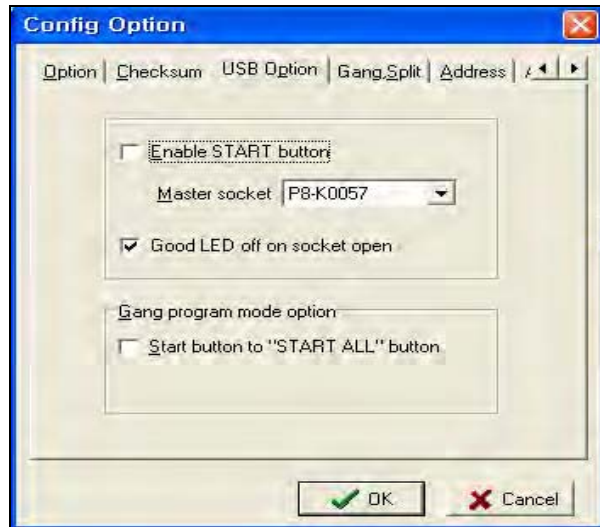 Config Option
Option Checksum USB Option Gang,Split Address
Enable START button
Master socket P8-K0057
Good LED off on socket open
Gang program mode option
Start button to "START ALL" button
OK Cancel